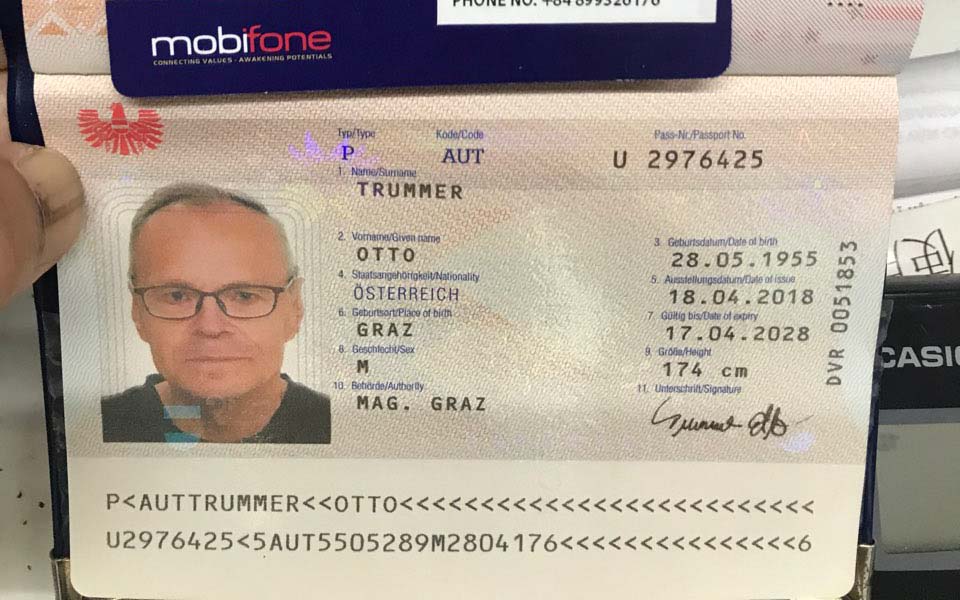 PHONE NO. +84 899326176
mobifone
CONNECTING VALUES - AWAKENING POTENTIALS
Typ/Type Kode/Code Pass-Nr./Passport No.
P AUT U 2976425
1. Name/Surname
TRUMMER
2. Vorname/Given name
OTTO
3. Geburtsdatum/Date of birth
28.05.1955
4. Staatsangehörigkeit/Nationality
ÖSTERREICH
5. Ausstellungsdatum/Date of issue
18.04.2018
6. Geburtsort/Place of birth
GRAZ
7. Gültig bis/Date of expiry
17.04.2028
8. Geschlecht/Sex
M
9. Größe/Height
174 cm
10. Behörde/Authority
MAG. GRAZ
11. Unterschrift/Signature
Trummer Otto
DVR 0051853
CASIO
P<AUTTRUMMER<<OTTO<<<<<<<<<<<<<<<<<<<<<<<<<<
U2976425<5AUT5505289M2804176<<<<<<<<<<<<<<<6